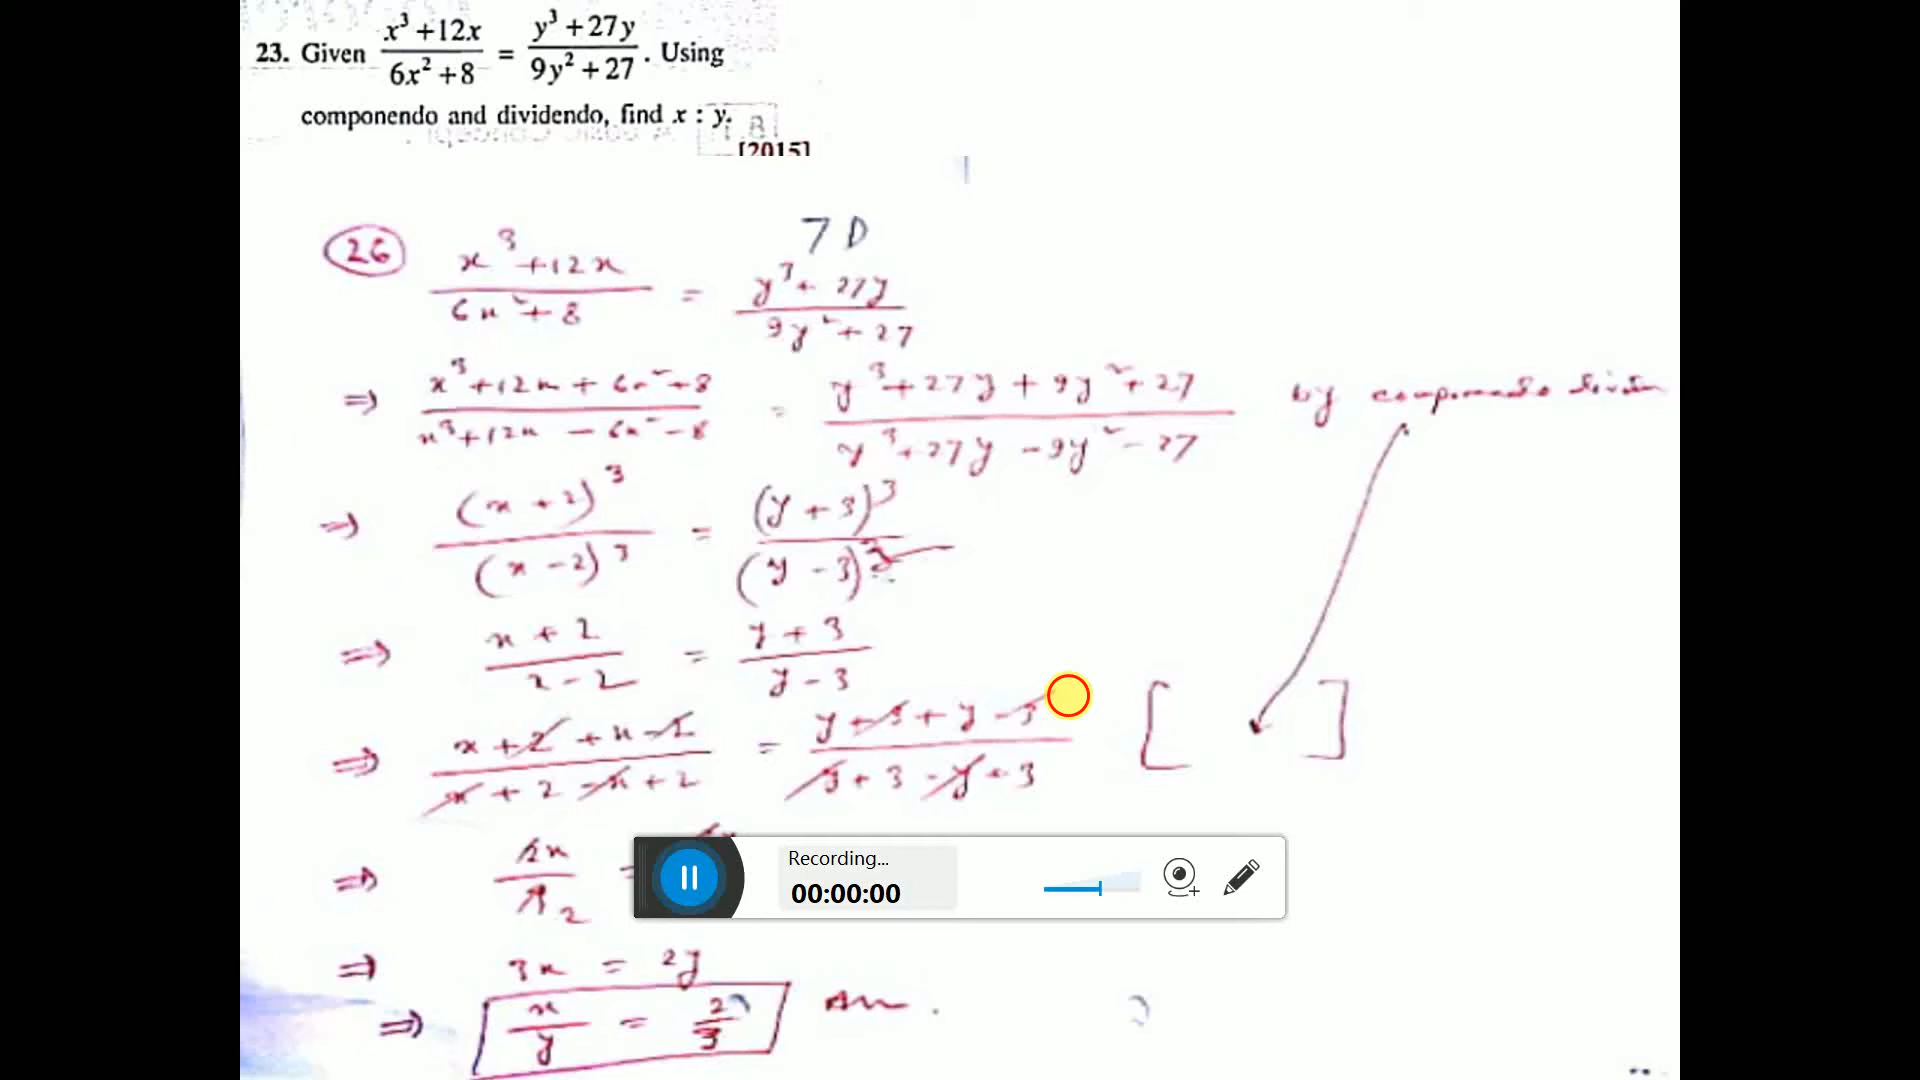 23. Given (x³+12x)/(6x²+8) = (y³+27y)/(9y²+27). Using
componendo and dividendo, find x : y.
[2015]
7 D
26 (x³+12x)/(6x²+8) = (y³+27y)/(9y²+27)
⇒ (x³+12x+6x²+8)/(x³+12x-6x²-8) = (y³+27y+9y²+27)/(y³+27y-9y²-27) by
⇒ (x+2)³/(x-2)³ = (y+3)³/(y-3)³
⇒ (x+2)/(x-2) = (y+3)/(y-3)
⇒ (x+2+x-2)/(x+2-x+2) = (y+3+y-3)/(y+3-y+3) [ ]
⇒ =
Recording...
00:00:00
⇒ 3x = 2y
⇒ x/y = 2/3 Ans.